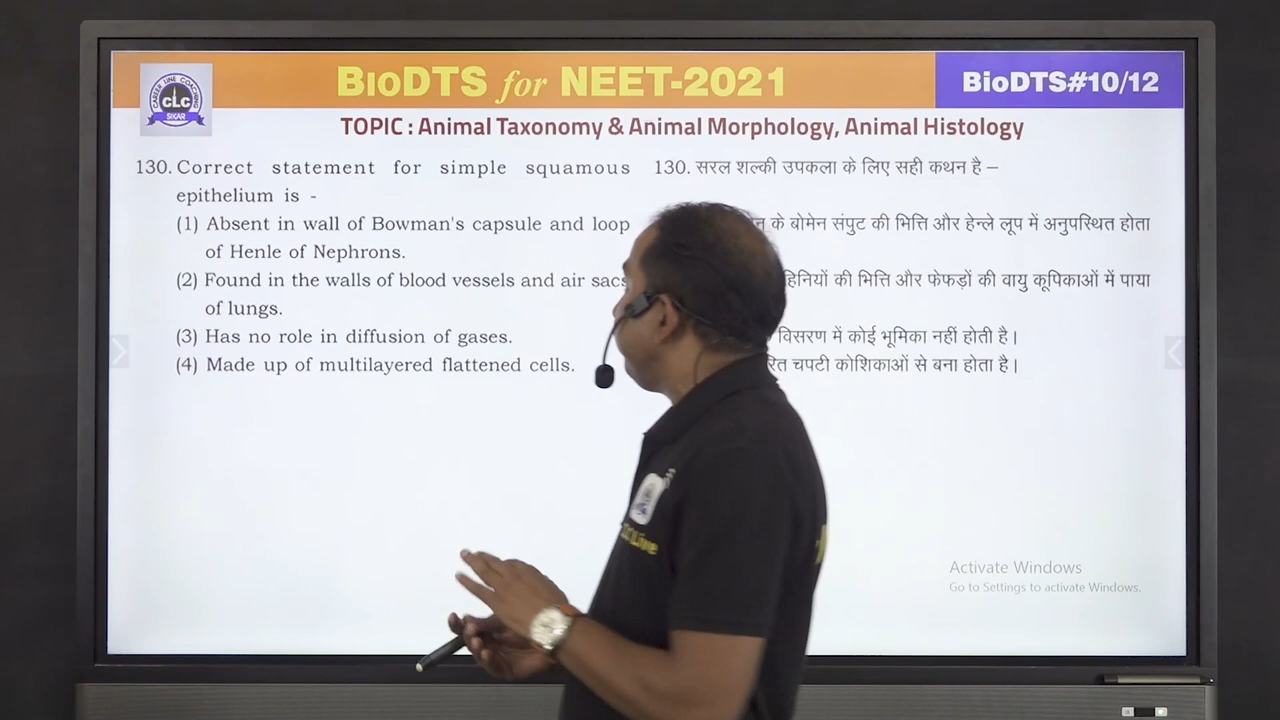 CAREER LINE COACHING
CLC
SIKAR
BIODTS for NEET-2021
BioDTS#10/12
TOPIC : Animal Taxonomy & Animal Morphology, Animal Histology
130. Correct statement for simple squamous
epithelium is -
(1) Absent in wall of Bowman's capsule and loop
of Henle of Nephrons.
(2) Found in the walls of blood vessels and air sacs
of lungs.
(3) Has no role in diffusion of gases.
(4) Made up of multilayered flattened cells.
130. सरल शल्की उपकला के लिए सही कथन है –
के बोमेन संपुट की भित्ति और हेन्ले लूप में अनुपस्थित होता
की भित्ति और फेफड़ों की वायु कूपिकाओं में पाया
विसरण में कोई भूमिका नहीं होती है।
चपटी कोशिकाओं से बना होता है।
Live
Activate Windows
Go to Settings to activate Windows.